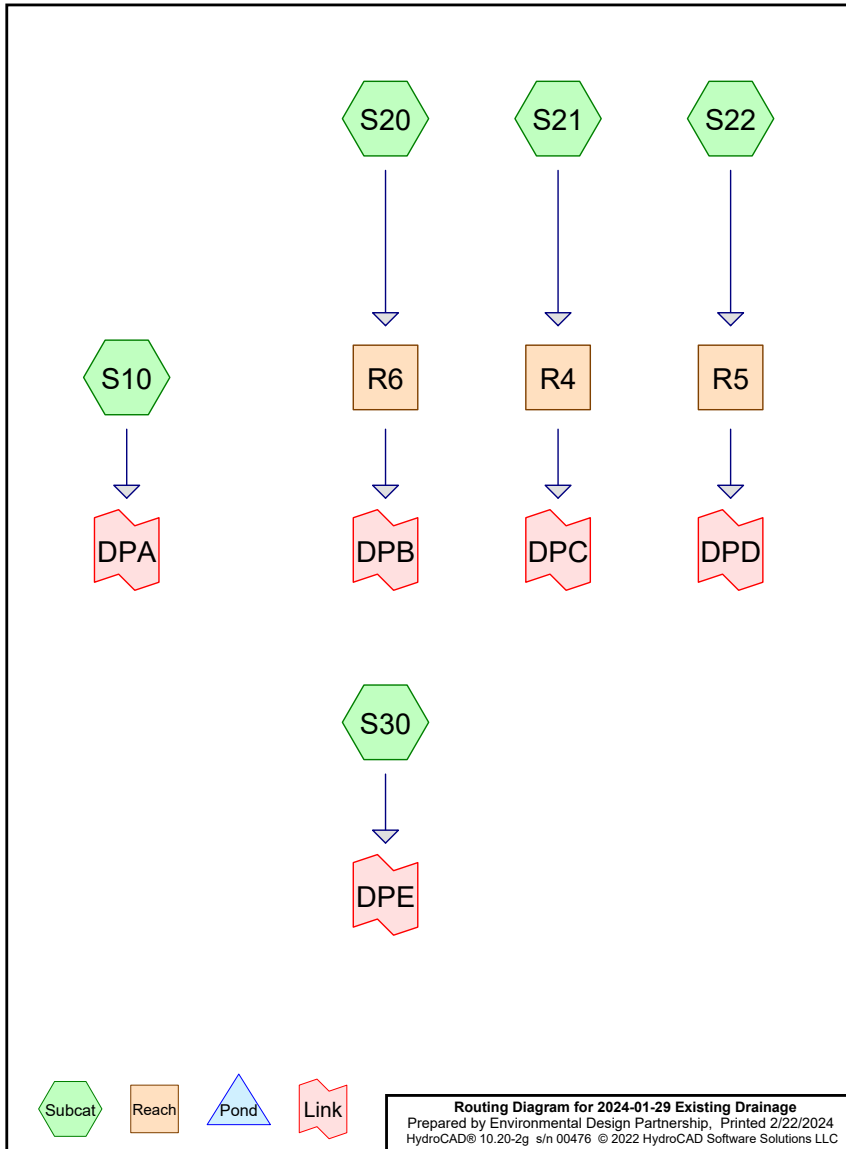 S20
S21
S22
S10
R6
R4
R5
DPA
DPB
DPC
DPD
S30
DPE
Subcat
Reach
Pond
Link
Routing Diagram for 2024-01-29 Existing Drainage
Prepared by Environmental Design Partnership, Printed 2/22/2024
HydroCAD® 10.20-2g s/n 00476 © 2022 HydroCAD Software Solutions LLC